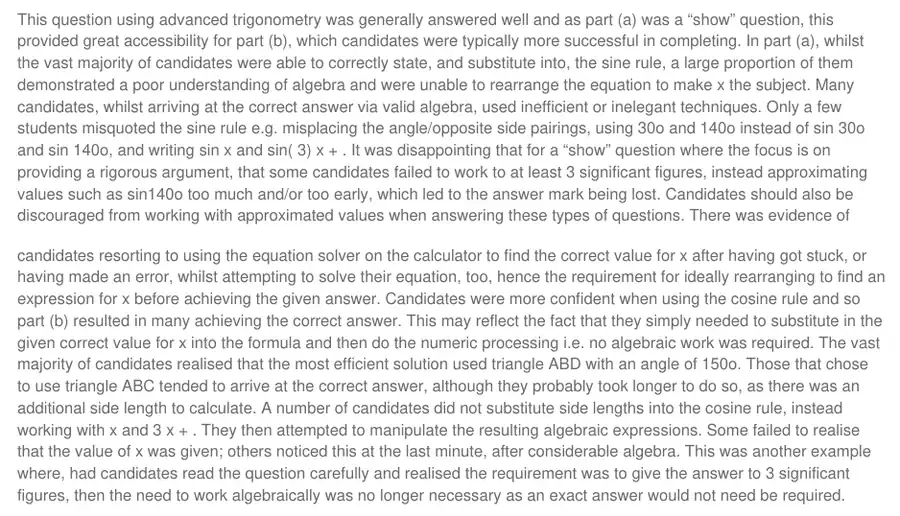 This question using advanced trigonometry was generally answered well and as part (a) was a “show” question, this
provided great accessibility for part (b), which candidates were typically more successful in completing. In part (a), whilst
the vast majority of candidates were able to correctly state, and substitute into, the sine rule, a large proportion of them
demonstrated a poor understanding of algebra and were unable to rearrange the equation to make x the subject. Many
candidates, whilst arriving at the correct answer via valid algebra, used inefficient or inelegant techniques. Only a few
students misquoted the sine rule e.g. misplacing the angle/opposite side pairings, using 30o and 140o instead of sin 30o
and sin 140o, and writing sin x and sin( 3) x + . It was disappointing that for a “show” question where the focus is on
providing a rigorous argument, that some candidates failed to work to at least 3 significant figures, instead approximating
values such as sin140o too much and/or too early, which led to the answer mark being lost. Candidates should also be
discouraged from working with approximated values when answering these types of questions. There was evidence of
candidates resorting to using the equation solver on the calculator to find the correct value for x after having got stuck, or
having made an error, whilst attempting to solve their equation, too, hence the requirement for ideally rearranging to find an
expression for x before achieving the given answer. Candidates were more confident when using the cosine rule and so
part (b) resulted in many achieving the correct answer. This may reflect the fact that they simply needed to substitute in the
given correct value for x into the formula and then do the numeric processing i.e. no algebraic work was required. The vast
majority of candidates realised that the most efficient solution used triangle ABD with an angle of 150o. Those that chose
to use triangle ABC tended to arrive at the correct answer, although they probably took longer to do so, as there was an
additional side length to calculate. A number of candidates did not substitute side lengths into the cosine rule, instead
working with x and 3 x + . They then attempted to manipulate the resulting algebraic expressions. Some failed to realise
that the value of x was given; others noticed this at the last minute, after considerable algebra. This was another example
where, had candidates read the question carefully and realised the requirement was to give the answer to 3 significant
figures, then the need to work algebraically was no longer necessary as an exact answer would not need be required.